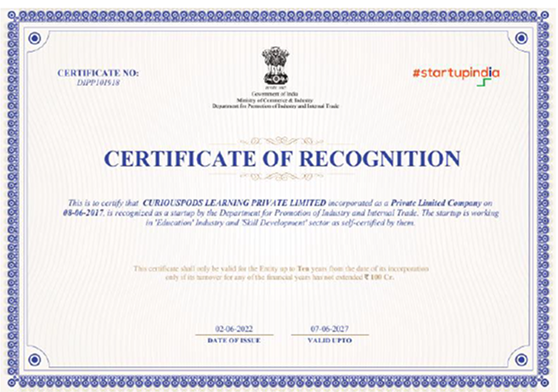 CERTIFICATE NO:
DIPP101918
#startupindia
Government of India
Ministry of Commerce & Industry
Department for Promotion of Industry and Internal Trade
CERTIFICATE OF RECOGNITION
This is to certify that CURIOUSPODS LEARNING PRIVATE LIMITED incorporated as a Private Limited Company on
08-06-2017, is recognized as a startup by the Department for Promotion of Industry and Internal Trade. The startup is working
in 'Education' Industry and 'Skill Development' sector as self-certified by them.
This certificate shall only be valid for the Entity up to Ten years from the date of its incorporation
only if its turnover for any of the financial years has not extended ₹ 100 Cr.
02-06-2022 07-06-2027
DATE OF ISSUE VALID UPTO